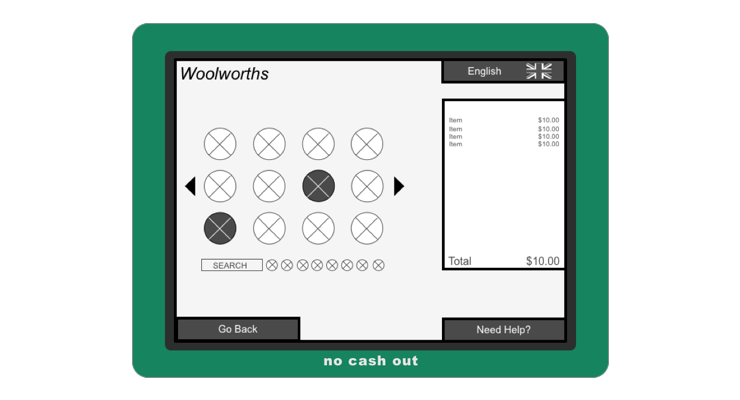 Woolworths
English
Item $10.00
Item $10.00
Item $10.00
Item $10.00
SEARCH
Total $10.00
Go Back
Need Help?
no cash out